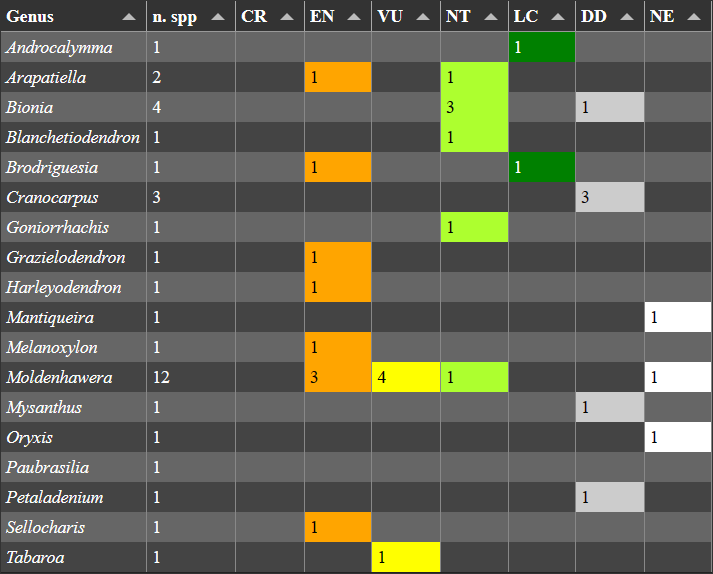 Genus n. spp CR EN VU NT LC DD NE
Androcalymma 1 1
Arapatiella 2 1 1
Bionia 4 3 1
Blanchetiodendron 1 1
Brodriguesia 1 1 1
Cranocarpus 3 3
Goniorrhachis 1 1
Grazielodendron 1 1
Harleyodendron 1 1
Mantiqueira 1 1
Melanoxylon 1 1
Moldenhawera 12 3 4 1 1
Mysanthus 1 1
Oryxis 1 1
Paubrasilia 1
Petaladenium 1 1
Sellocharis 1 1
Tabaroa 1 1